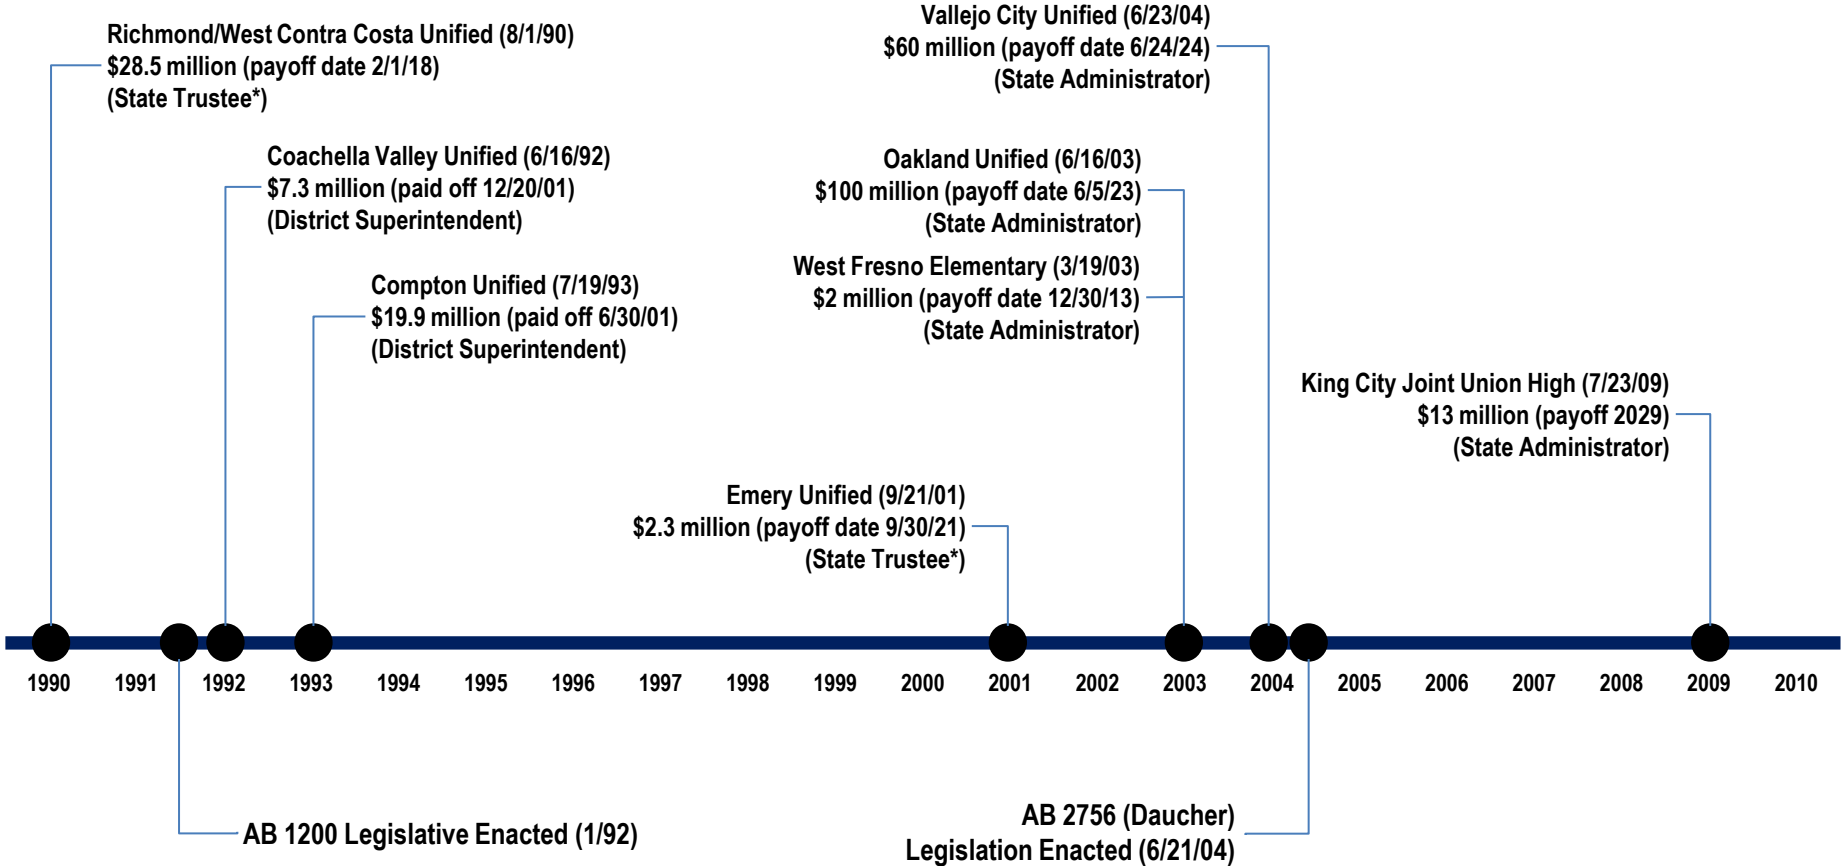 Richmond/West Contra Costa Unified (8/1/90)
$28.5 million (payoff date 2/1/18)
(State Trustee*)
Coachella Valley Unified (6/16/92)
$7.3 million (paid off 12/20/01)
(District Superintendent)
Compton Unified (7/19/93)
$19.9 million (paid off 6/30/01)
(District Superintendent)
Vallejo City Unified (6/23/04)
$60 million (payoff date 6/24/24)
(State Administrator)
Oakland Unified (6/16/03)
$100 million (payoff date 6/5/23)
(State Administrator)
West Fresno Elementary (3/19/03)
$2 million (payoff date 12/30/13)
(State Administrator)
King City Joint Union High (7/23/09)
$13 million (payoff 2029)
(State Administrator)
Emery Unified (9/21/01)
$2.3 million (payoff date 9/30/21)
(State Trustee*)
1990 1991 1992 1993 1994 1995 1996 1997 1998 1999 2000 2001 2002 2003 2004 2005 2006 2007 2008 2009 2010
AB 1200 Legislative Enacted (1/92)
AB 2756 (Daucher)
Legislation Enacted (6/21/04)